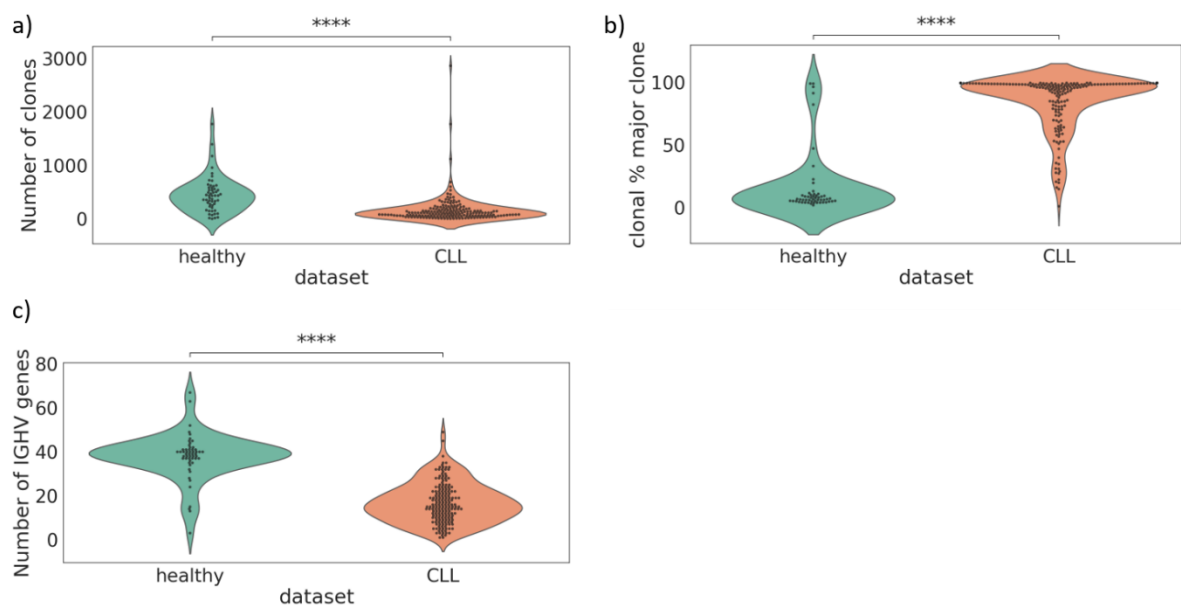 a)
****
Number of clones
3000
2000
1000
0
healthy
CLL
dataset
b)
****
clonal % major clone
100
50
0
healthy
CLL
dataset
c)
****
Number of IGHV genes
80
60
40
20
0
healthy
CLL
dataset